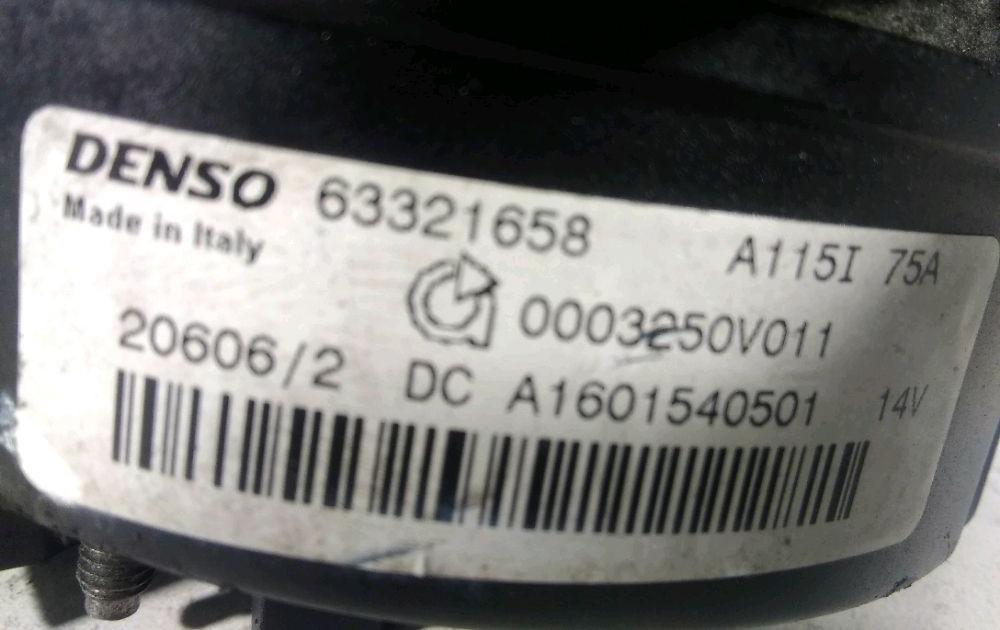 DENSO 63321658 A115I 75A
Made in Italy
0003250V011
20606/2 DC A1601540501 14V